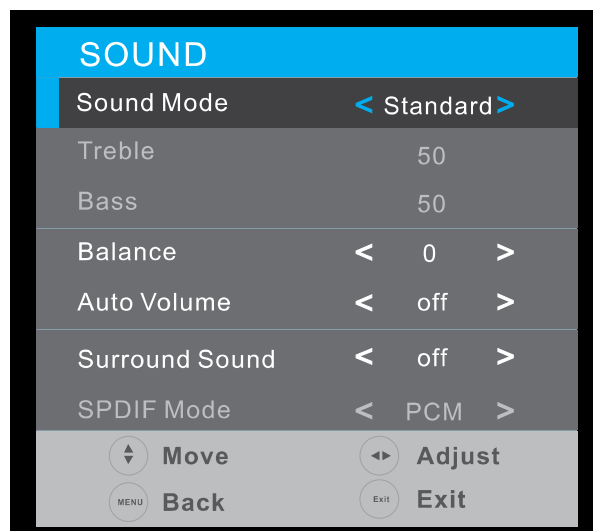 SOUND
Sound Mode < Standard >
Treble 50
Bass 50
Balance < 0 >
Auto Volume < off >
Surround Sound < off >
SPDIF Mode < PCM >
Move Adjust
MENU Back Exit Exit